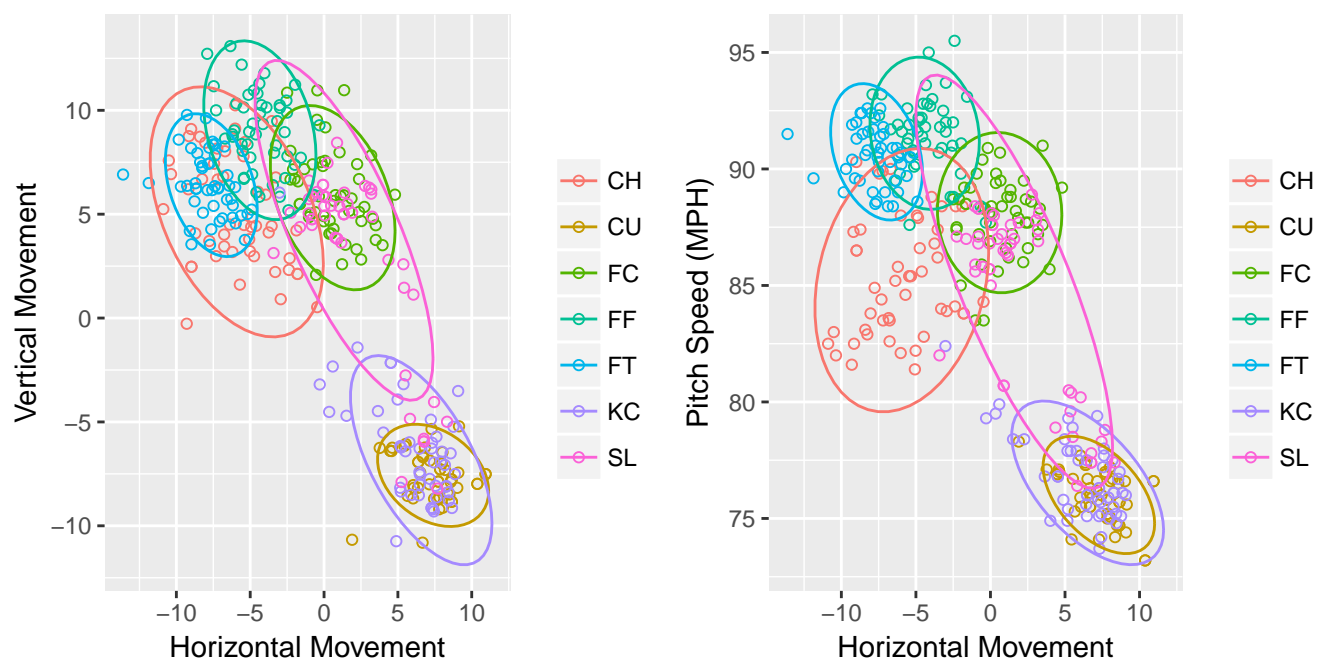 Vertical Movement
10
5
0
−5
−10
−10 −5 0 5 10
Horizontal Movement
CH
CU
FC
FF
FT
KC
SL
Pitch Speed (MPH)
95
90
85
80
75
−10 −5 0 5 10
Horizontal Movement
CH
CU
FC
FF
FT
KC
SL